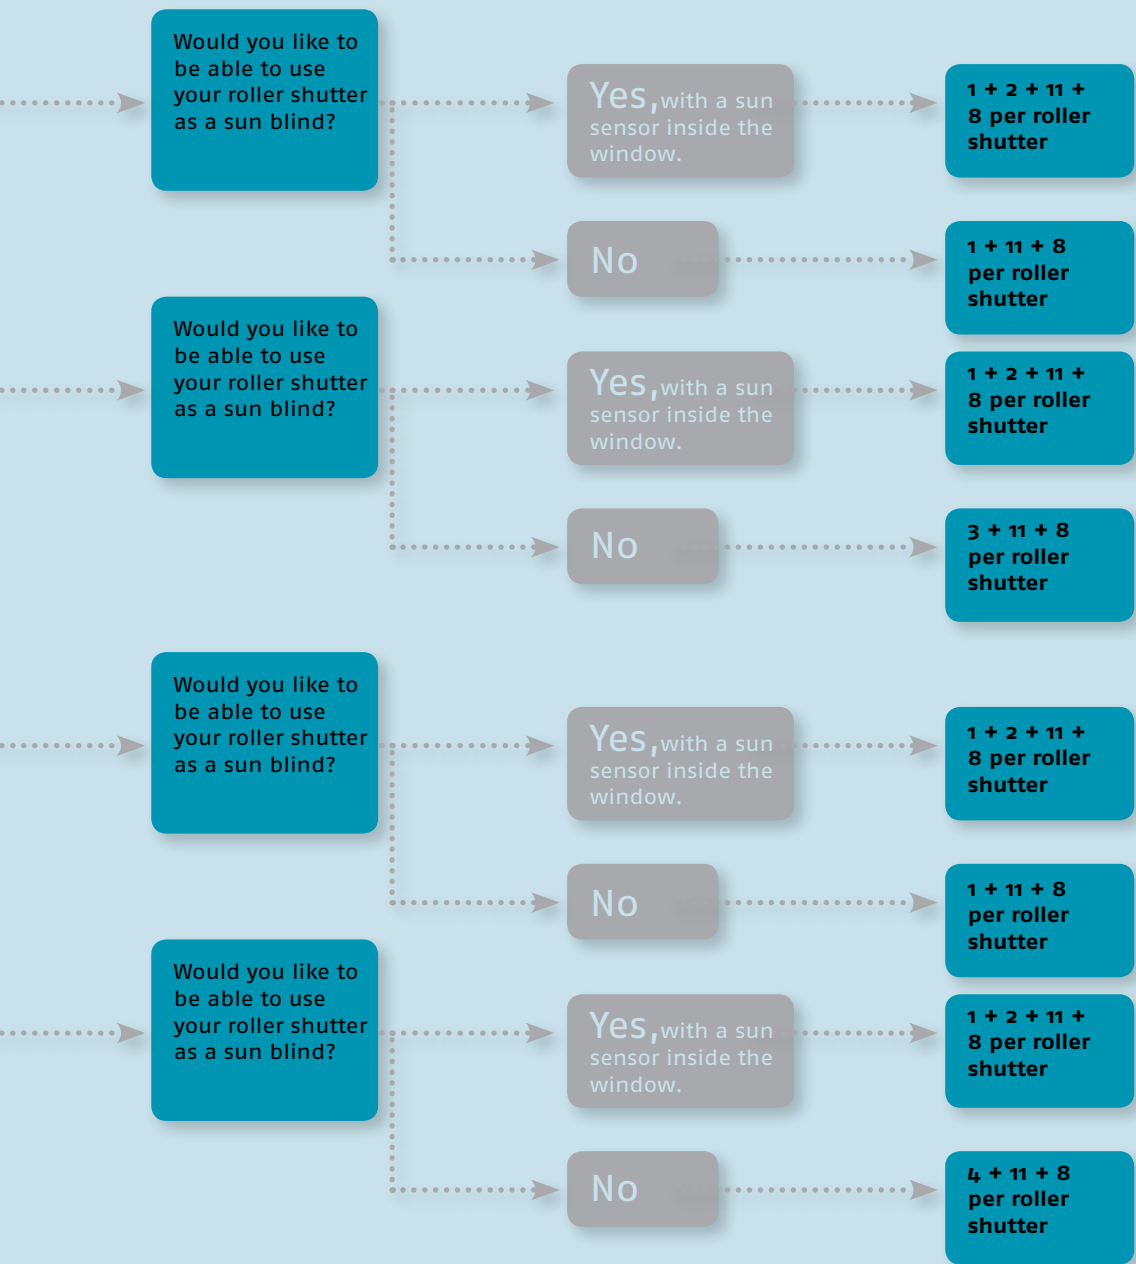 Would you like to
be able to use
your roller shutter
as a sun blind?
Yes, with a sun
sensor inside the
window.
1 + 2 + 11 +
8 per roller
shutter
No
1 + 11 + 8
per roller
shutter
Would you like to
be able to use
your roller shutter
as a sun blind?
Yes, with a sun
sensor inside the
window.
1 + 2 + 11 +
8 per roller
shutter
No
3 + 11 + 8
per roller
shutter
Would you like to
be able to use
your roller shutter
as a sun blind?
Yes, with a sun
sensor inside the
window.
1 + 2 + 11 +
8 per roller
shutter
No
1 + 11 + 8
per roller
shutter
Would you like to
be able to use
your roller shutter
as a sun blind?
Yes, with a sun
sensor inside the
window.
1 + 2 + 11 +
8 per roller
shutter
No
4 + 11 + 8
per roller
shutter